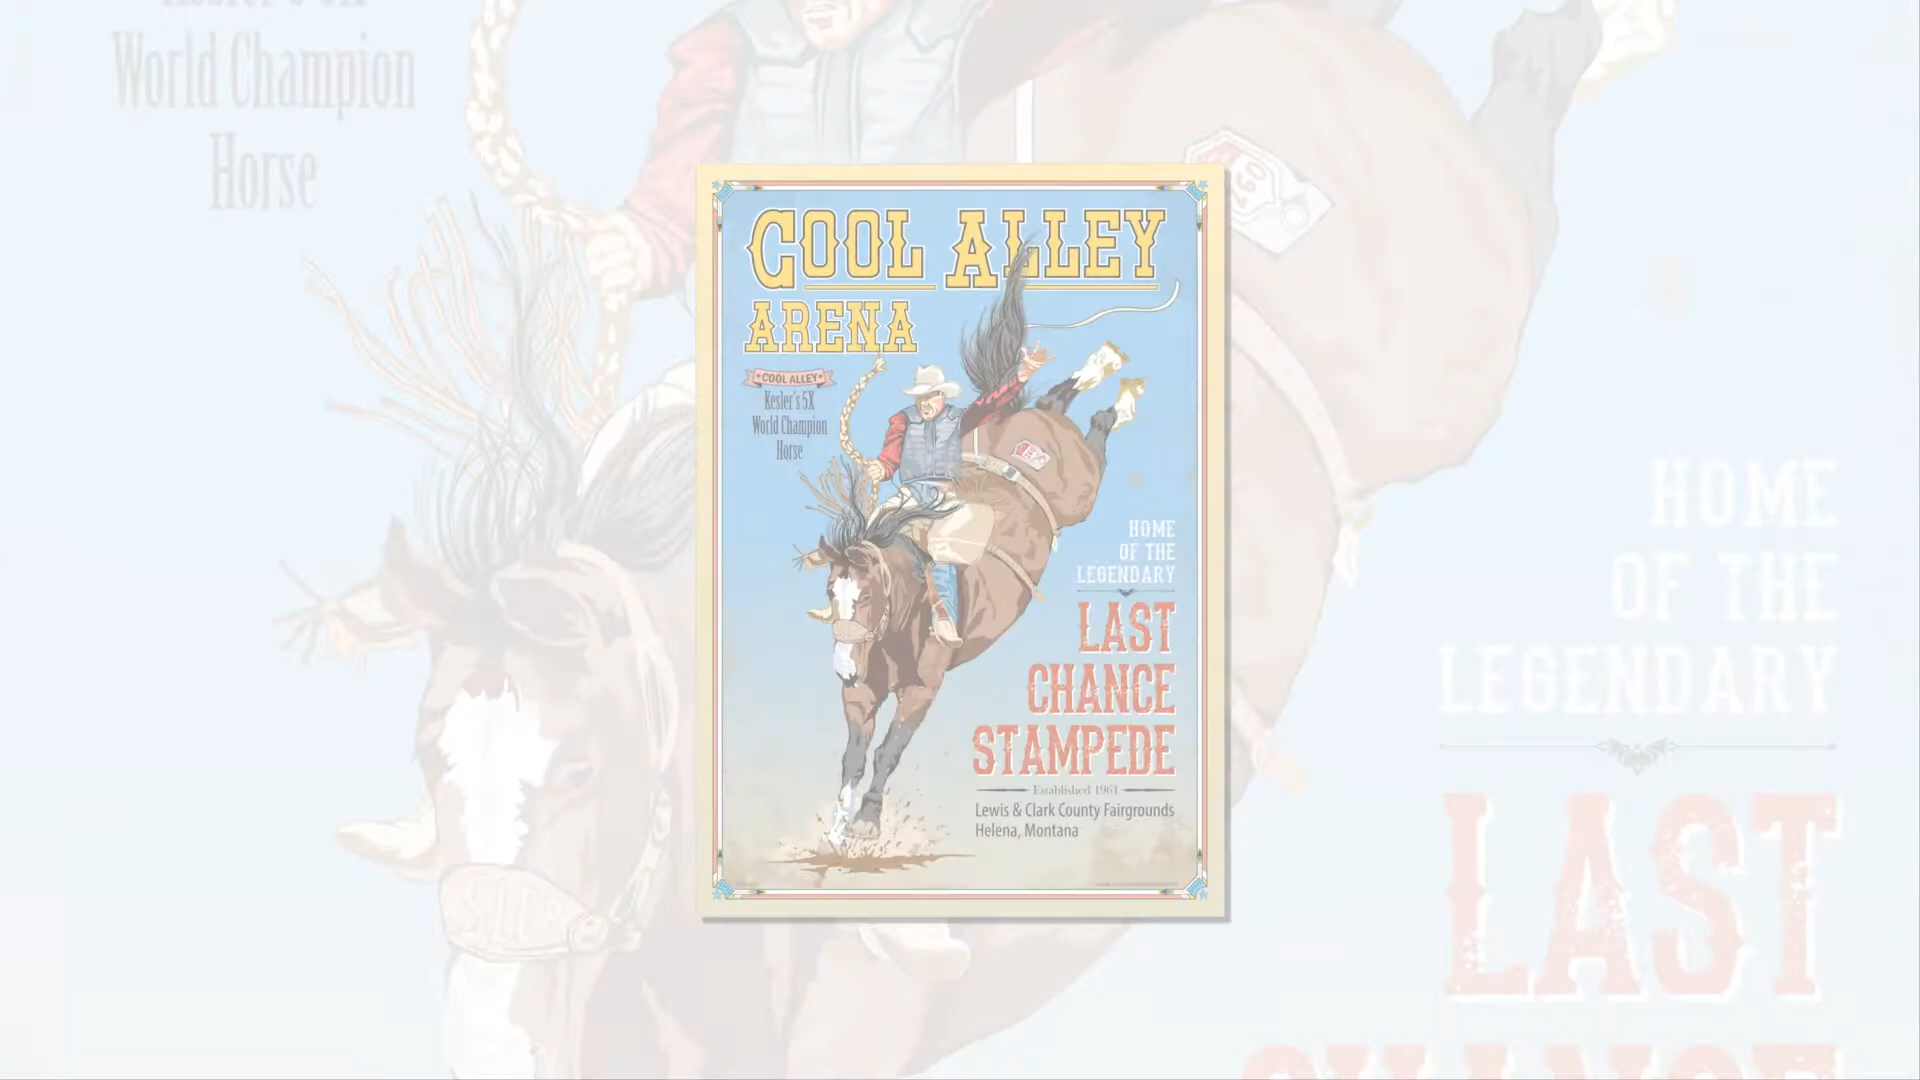 World Champion
Horse
COOL ALLEY
ARENA
COOL ALLEY
Kesler's 5X
World Champion
Horse
HOME
OF THE
LEGENDARY
LAST
CHANCE
STAMPEDE
Established 1961
Lewis & Clark County Fairgrounds
Helena, Montana
HOME
OF THE
LEGENDARY
LAST